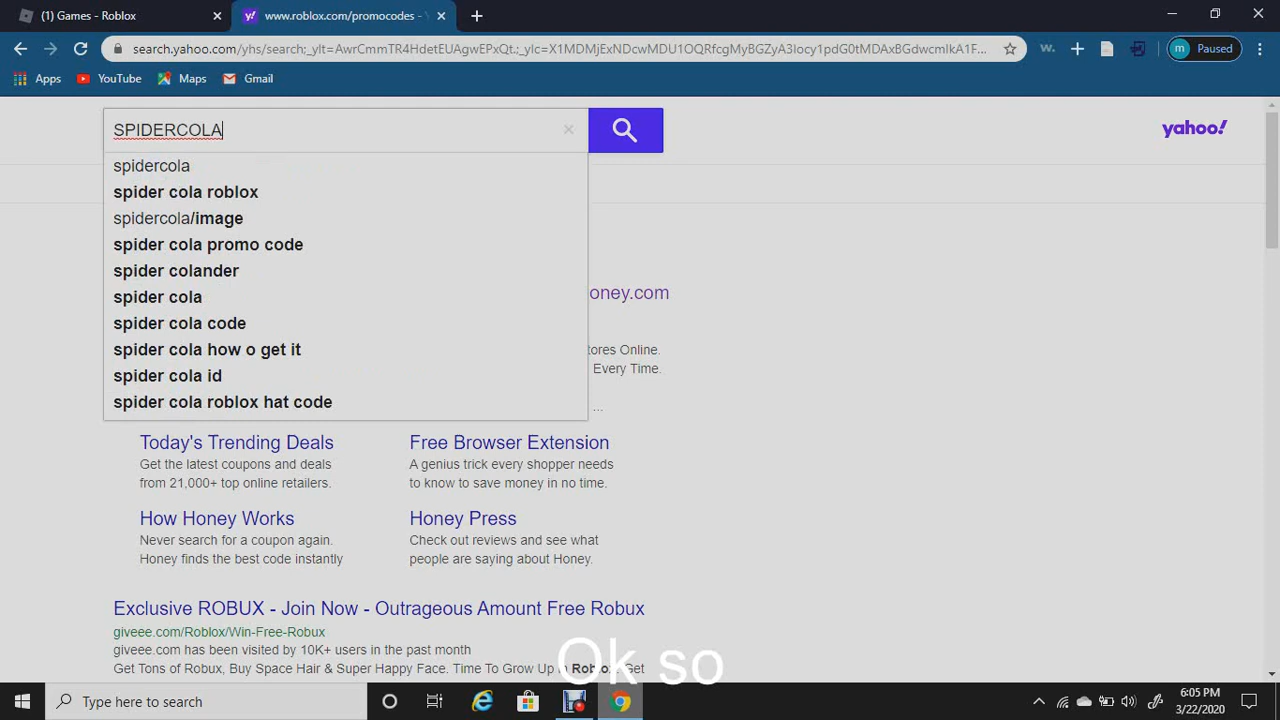 (1) Games - Roblox
www.roblox.com/promocodes - Y
search.yahoo.com/yhs/search;_ylt=AwrCmmTR4HdetEUAgwEPxQt.;_ylc=X1MDMjExNDcwMDU1OQRfcgMyBGZyA3locy1pdG0tMDAxBGdwcmlkA1F...
w.
m Paused
Apps YouTube Maps Gmail
SPIDERCOLA
yahoo!
spidercola
spider cola roblox
spidercola/image
spider cola promo code
spider colander
spider cola
oney.com
spider cola code
spider cola how o get it
tores Online.
Every Time.
spider cola id
spider cola roblox hat code
...
Today's Trending Deals
Get the latest coupons and deals
from 21,000+ top online retailers.
Free Browser Extension
A genius trick every shopper needs
to know to save money in no time.
How Honey Works
Never search for a coupon again.
Honey finds the best code instantly
Honey Press
Check out reviews and see what
people are saying about Honey.
Exclusive ROBUX - Join Now - Outrageous Amount Free Robux
giveee.com/Roblox/Win-Free-Robux
giveee.com has been visited by 10K+ users in the past month
Get Tons of Robux, Buy Space Hair & Super Happy Face. Time To Grow Up In Roblox. Get
Ok so
Type here to search
6:05 PM
3/22/2020